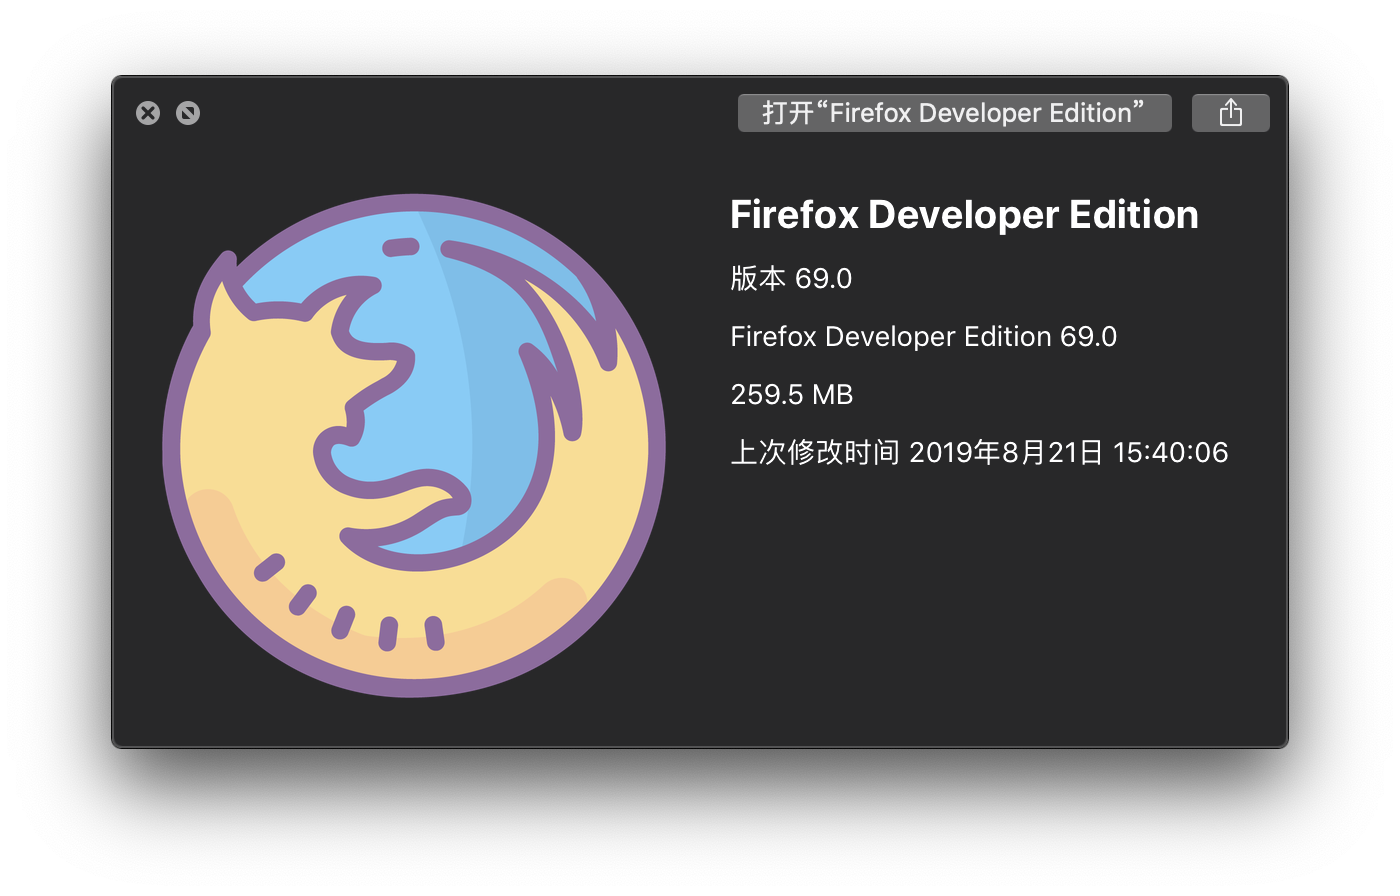 打开“Firefox Developer Edition”
Firefox Developer Edition
版本 69.0
Firefox Developer Edition 69.0
259.5 MB
上次修改时间 2019年8月21日 15:40:06